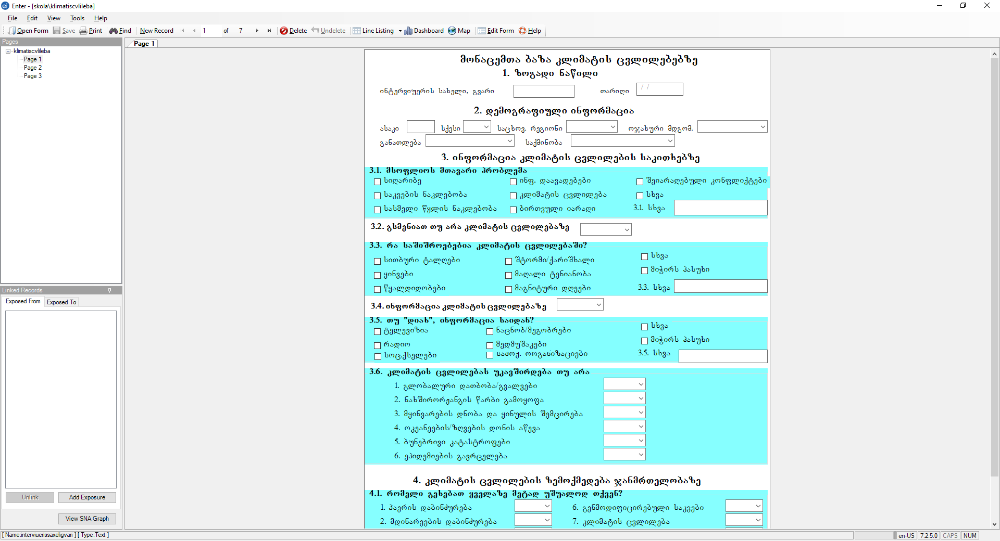 Enter - [skola\klimatiscvlileba]
File Edit View Tools Help
Open Form Save Print Find New Record 1 of 7 Delete Undelete Line Listing Dashboard Map Edit Form Help
Pages
klimatiscvlileba
Page 1
Page 2
Page 3
Linked Records
Exposed From Exposed To
Unlink Add Exposure
View SNA Graph
Page 1
მონაცემთა ბაზა კლიმატის ცვლილებებზე
1. ზოგადი ნაწილი
ინტერვიუერის სახელი, გვარი თარიღი / /
2. დემოგრაფიული ინფორმაცია
ასაკი სქესი საცხოვ. რეგიონი ოჯახური მდგომ.
განათლება საქმინობა
3. ინფორმაცია კლიმატის ცვლილების საკითხებზე
3.1. მსოფლიოს მთავარი პრობლემა
სიღარიბე ინფ. დაავადებები შეიარაღებული კონფლიქტები
საკვების ნაკლებობა კლიმატის ცვლილება სხვა
სასმელი წყლის ნაკლებობა ბირთვული იარაღი 3.1. სხვა
3.2. გსმენიათ თუ არა კლიმატის ცვლილებაზე
3.3. რა საშიშროებებია კლიმატის ცვლილებაში?
სითბური ტალღები შტორმი/ქარიშხალი სხვა
ყინვები მაღალი ტენიანობა მიჭირს პასუხი
წყალდიდობები მაგნიტური დღეები 3.3. სხვა
3.4. ინფორმაცია კლიმატის ცვლილებაზე
3.5. თუ "დიახ", ინფორმაცია საიდან?
ტელევიზია ნაცნობ/მეგობრები სხვა
რადიო მედმუშაკები მიჭირს პასუხი
სოც.ქსელები სამოქ. ორგანიზაციები 3.5. სხვა
3.6. კლიმატის ცვლილებას უკავშირდება თუ არა
1. გლობალური დათბობა/გვალვები
2. ნახშირორჟანგის წარბი გამოყოფა
3. მყინვარების დნობა და ყინულის შემცირება
4. ოკეანეების/ზღვების დონის აწევა
5. ბუნებრივი კატასტროფები
6. ეპიდემიების გავრცელება
4. კლიმატის ცვლილების ზემოქმედება ჯანმრთელობაზე
4.1. რომელი გეხებათ ყველაზე მეტად უშუალოდ თქვენ?
1. ჰაერის დაბინძურება 6. გენმოდიფიცირებული საკვები
2. მდინარეების დაბინძურება 7. კლიმატის ცვლილება
[ Name:interviuerissaxeligvari ] [ Type:Text ] en-US 7.2.5.0 CAPS NUM